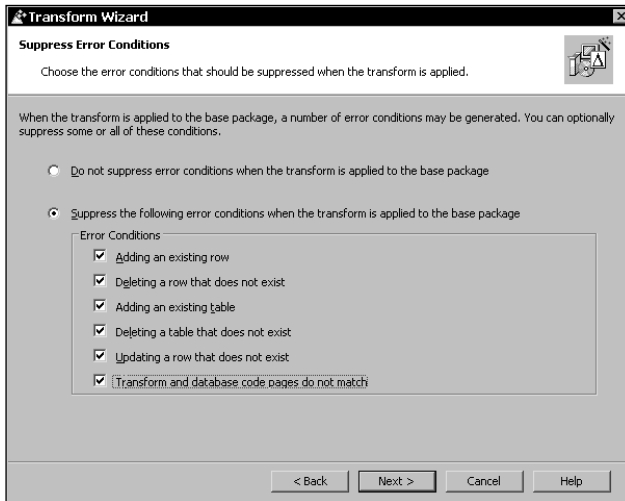 Transform Wizard
Suppress Error Conditions
Choose the error conditions that should be suppressed when the transform is applied.
When the transform is applied to the base package, a number of error conditions may be generated. You can optionally
suppress some or all of these conditions.
Do not suppress error conditions when the transform is applied to the base package
Suppress the following error conditions when the transform is applied to the base package
Error Conditions
Adding an existing row
Deleting a row that does not exist
Adding an existing table
Deleting a table that does not exist
Updating a row that does not exist
Transform and database code pages do not match
< Back Next > Cancel Help